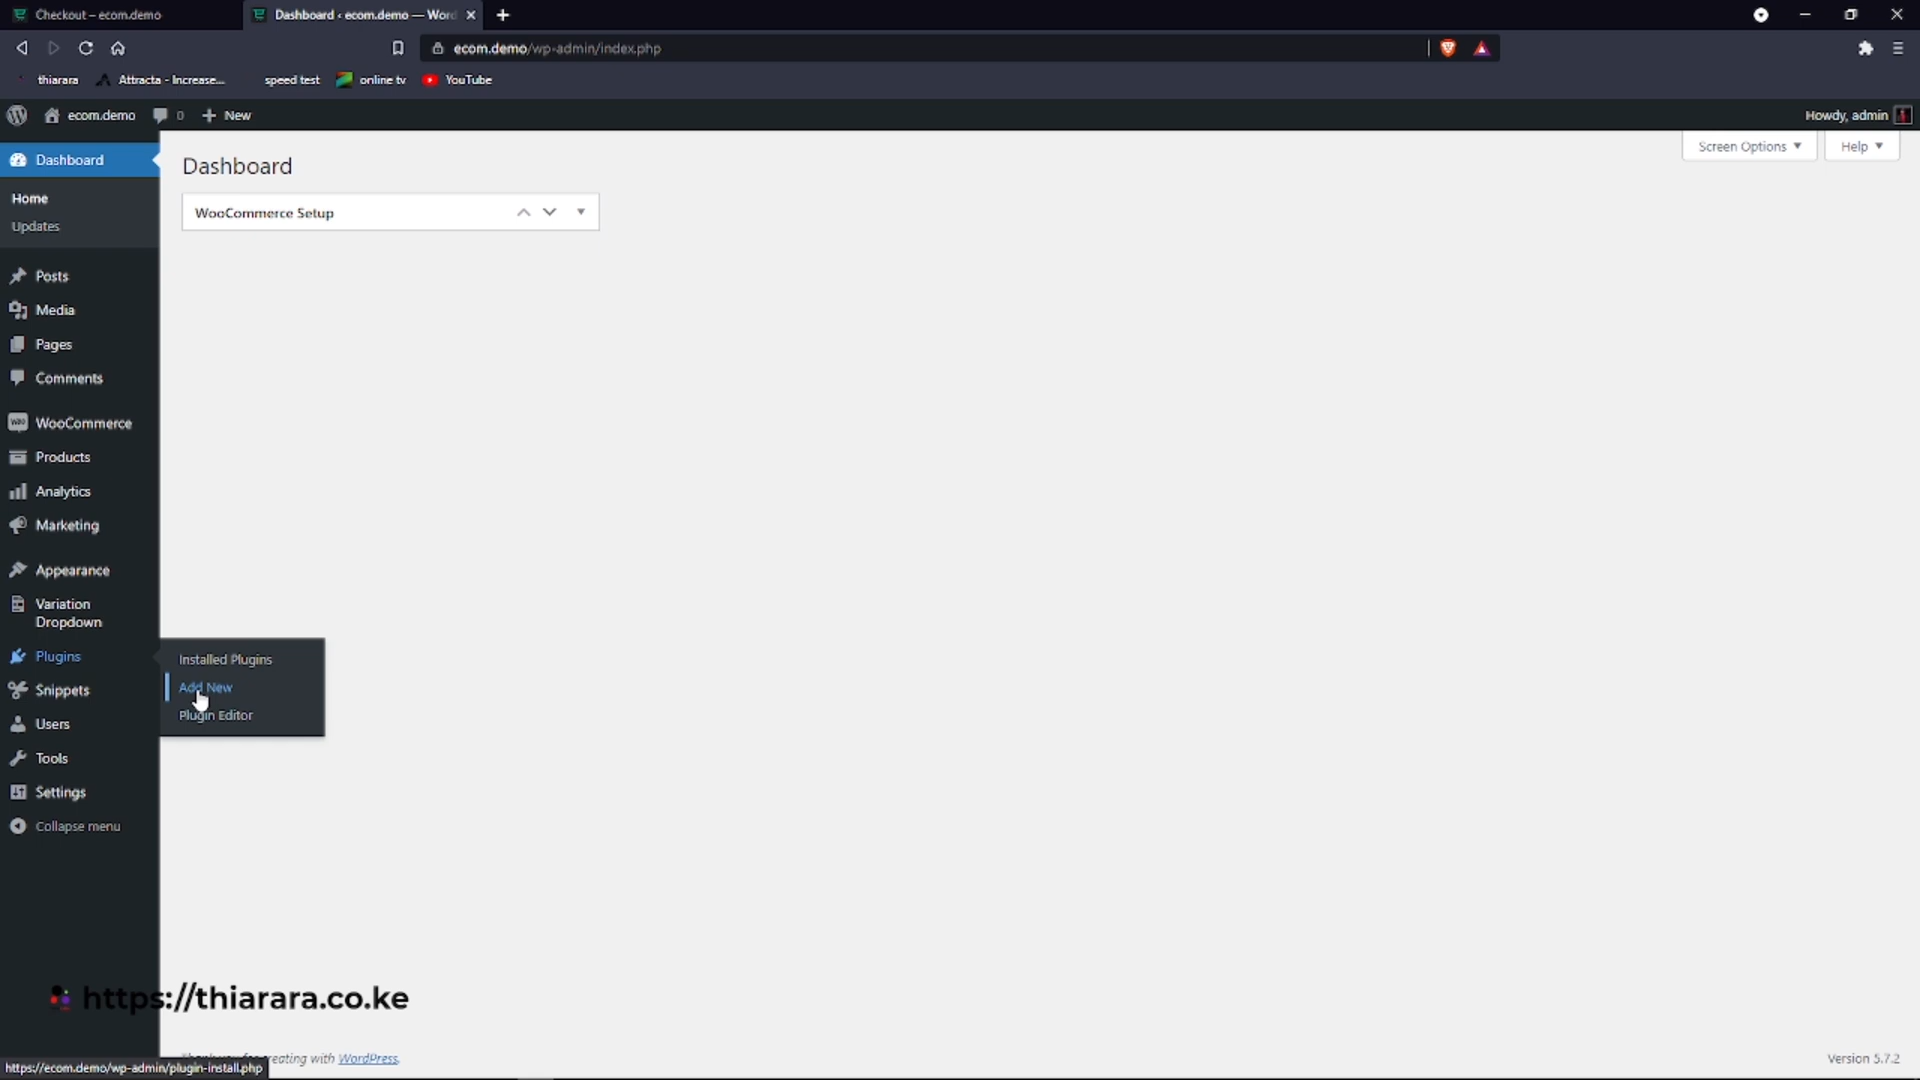 Checkout – ecom.demo
Dashboard ‹ ecom.demo — Word
ecom.demo/wp-admin/index.php
thiarara
Attracta - Increase...
speed test
online tv
YouTube
ecom.demo
0
New
Howdy, admin
Dashboard
Home
Updates
Posts
Media
Pages
Comments
woo
WooCommerce
Products
Analytics
Marketing
Appearance
Variation
Dropdown
Plugins
Snippets
Users
Tools
Settings
Collapse menu
Installed Plugins
Add New
Plugin Editor
Dashboard
Screen Options
Help
WooCommerce Setup
https://thiarara.co.ke
creating with WordPress.
Version 5.7.2
https://ecom.demo/wp-admin/plugin-install.php